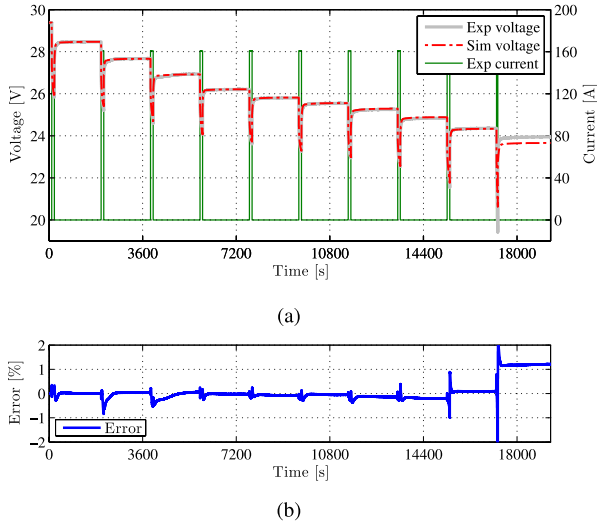 30
28
26
24
22
20
Voltage [V]
200
160
120
80
40
0
Current [A]
Exp voltage
Sim voltage
Exp current
0
3600
7200
10800
14400
18000
Time [s]
(a)
2
1
0
−1
−2
Error [%]
Error
0
3600
7200
10800
14400
18000
Time [s]
(b)